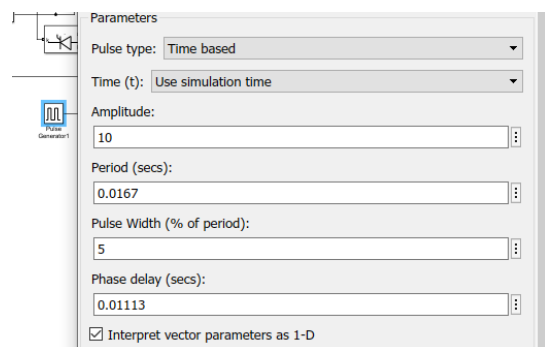 Parameters
Pulse type: Time based
Time (t): Use simulation time
Amplitude:
10
Period (secs):
0.0167
Pulse Width (% of period):
5
Phase delay (secs):
0.01113
Interpret vector parameters as 1-D
Pulse
Generator1